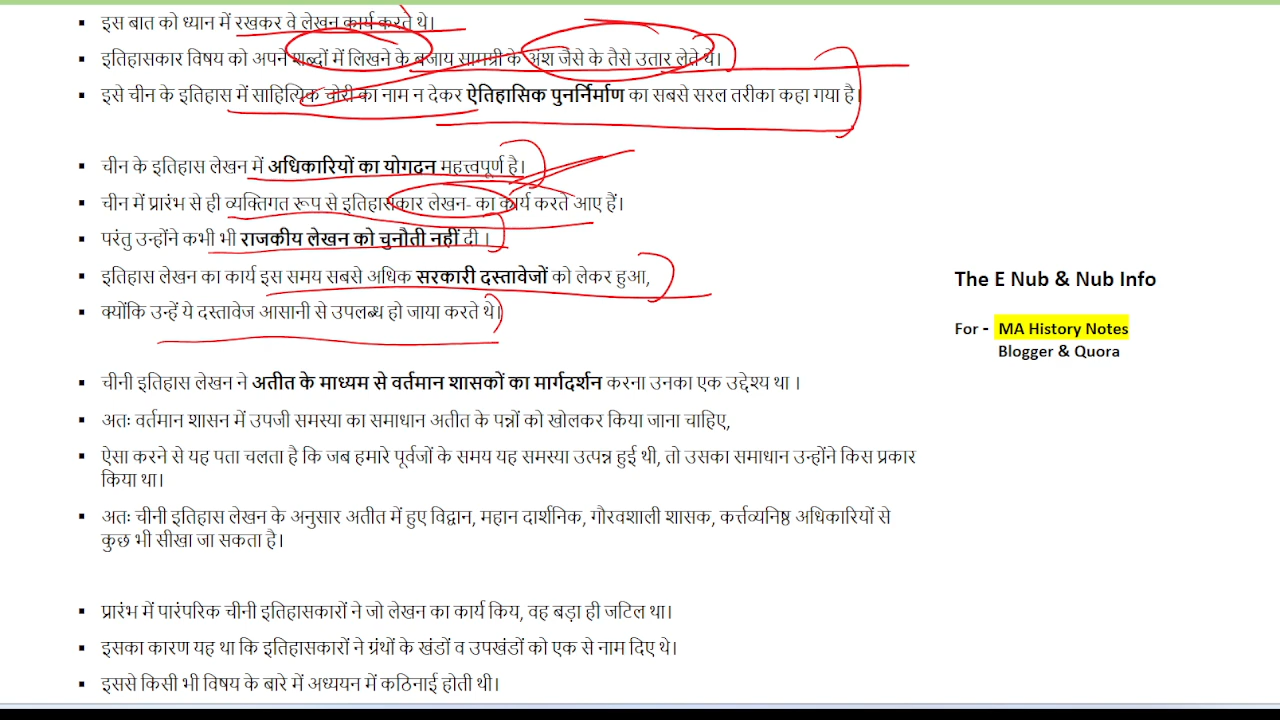 ▪ इस बात को ध्यान में रखकर वे लेखन कार्य करते थे।
▪ इतिहासकार विषय को अपने शब्दों में लिखने के बजाय सामग्री के अंश जैसे के तैसे उतार लेते थे।
▪ इसे चीन के इतिहास में साहित्यिक चोरी का नाम न देकर ऐतिहासिक पुनर्निर्माण का सबसे सरल तरीका कहा गया है।
▪ चीन के इतिहास लेखन में अधिकारियों का योगदन महत्त्वपूर्ण है।
▪ चीन में प्रारंभ से ही व्यक्तिगत रूप से इतिहासकार लेखन- का कार्य करते आए हैं।
▪ परंतु उन्होंने कभी भी राजकीय लेखन को चुनौती नहीं दी ।
▪ इतिहास लेखन का कार्य इस समय सबसे अधिक सरकारी दस्तावेजों को लेकर हुआ,
▪ क्योंकि उन्हें ये दस्तावेज आसानी से उपलब्ध हो जाया करते थे।
▪ चीनी इतिहास लेखन ने अतीत के माध्यम से वर्तमान शासकों का मार्गदर्शन करना उनका एक उद्देश्य था ।
▪ अतः वर्तमान शासन में उपजी समस्या का समाधान अतीत के पन्नों को खोलकर किया जाना चाहिए,
▪ ऐसा करने से यह पता चलता है कि जब हमारे पूर्वजों के समय यह समस्या उत्पन्न हुई थी, तो उसका समाधान उन्होंने किस प्रकार
किया था।
▪ अतः चीनी इतिहास लेखन के अनुसार अतीत में हुए विद्वान, महान दार्शनिक, गौरवशाली शासक, कर्त्तव्यनिष्ठ अधिकारियों से
कुछ भी सीखा जा सकता है।
▪ प्रारंभ में पारंपरिक चीनी इतिहासकारों ने जो लेखन का कार्य किय, वह बड़ा ही जटिल था।
▪ इसका कारण यह था कि इतिहासकारों ने ग्रंथों के खंडों व उपखंडों को एक से नाम दिए थे।
▪ इससे किसी भी विषय के बारे में अध्ययन में कठिनाई होती थी।
The E Nub & Nub Info
For - MA History Notes
Blogger & Quora